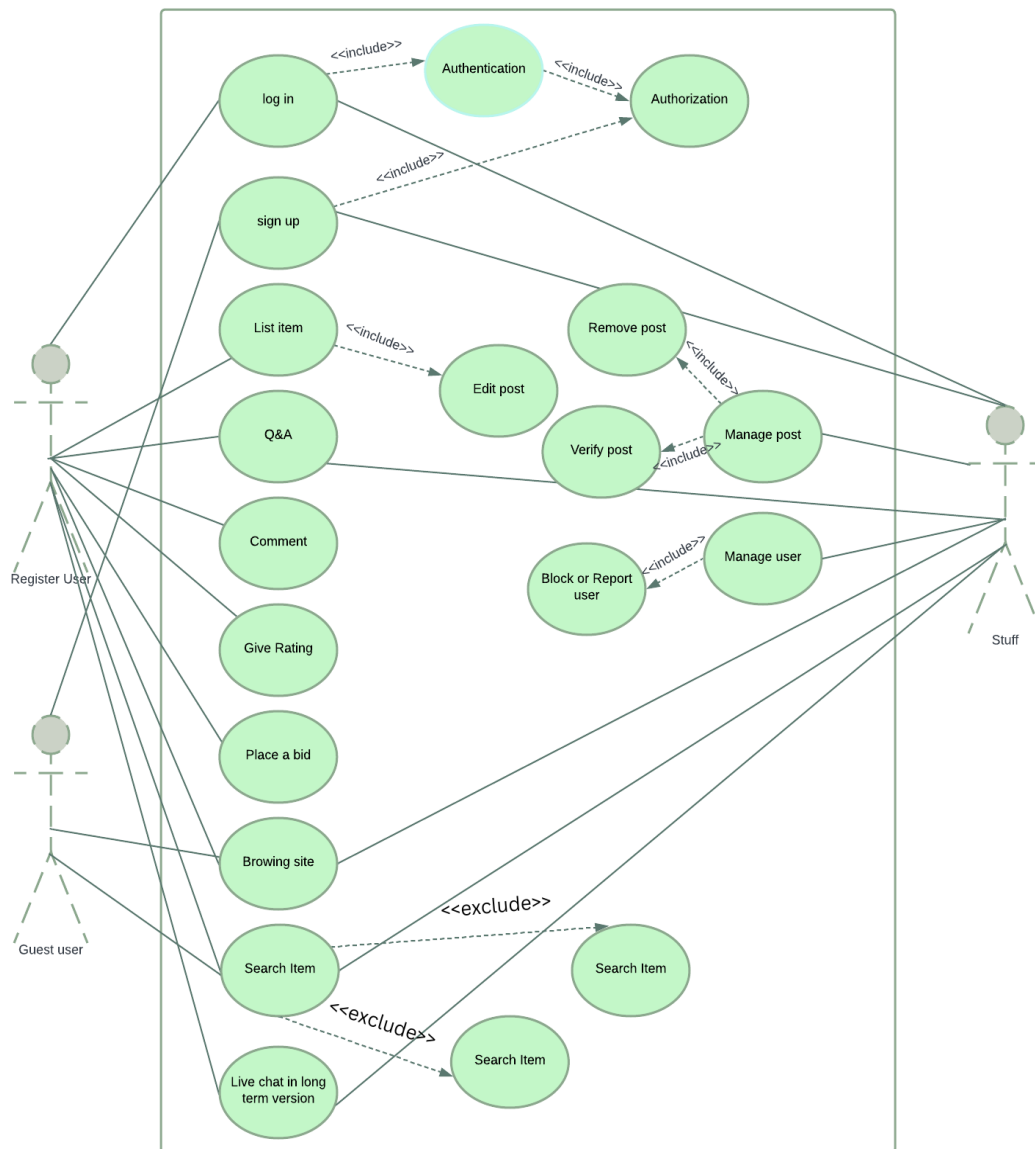 <<include>>
Authentication
<<include>>
log in
Authorization
<<include>>
sign up
List item
<<include>>
Remove post
<<include>>
Edit post
Q&A
Verify post
<<include>>
Manage post
Comment
<<include>>
Manage user
Block or Report
user
Register User
Stuff
Give Rating
Place a bid
Browing site
Guest user
<<exclude>>
Search Item
Search Item
<<exclude>>
Search Item
Live chat in long
term version